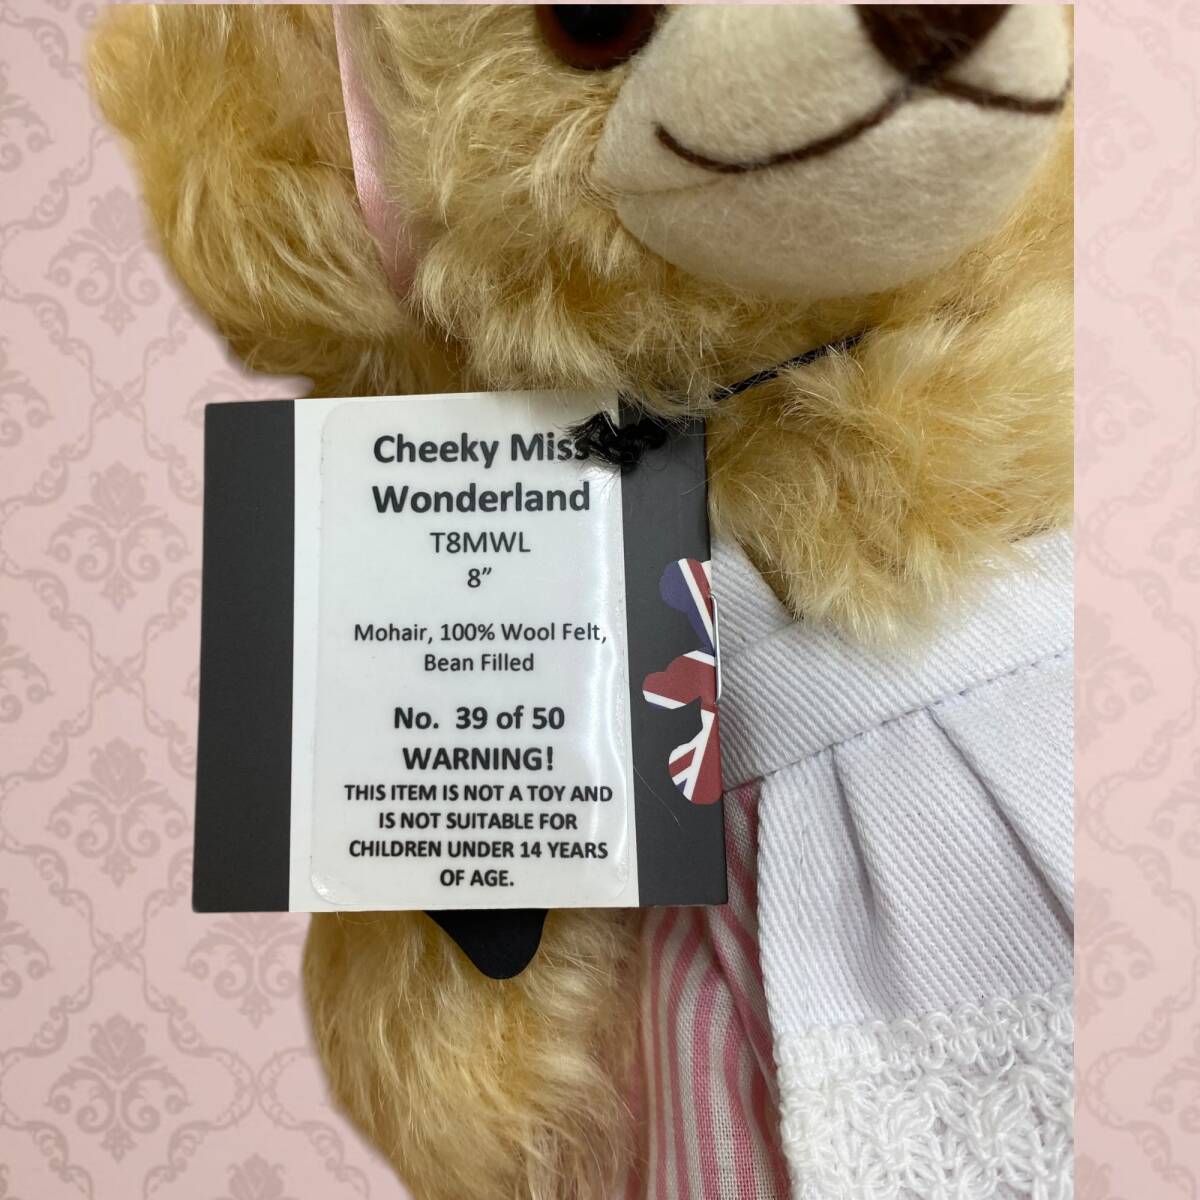 Cheeky Miss
Wonderland
T8MWL
8”
Mohair, 100% Wool Felt,
Bean Filled
No. 39 of 50
WARNING!
THIS ITEM IS NOT A TOY AND
IS NOT SUITABLE FOR
CHILDREN UNDER 14 YEARS
OF AGE.